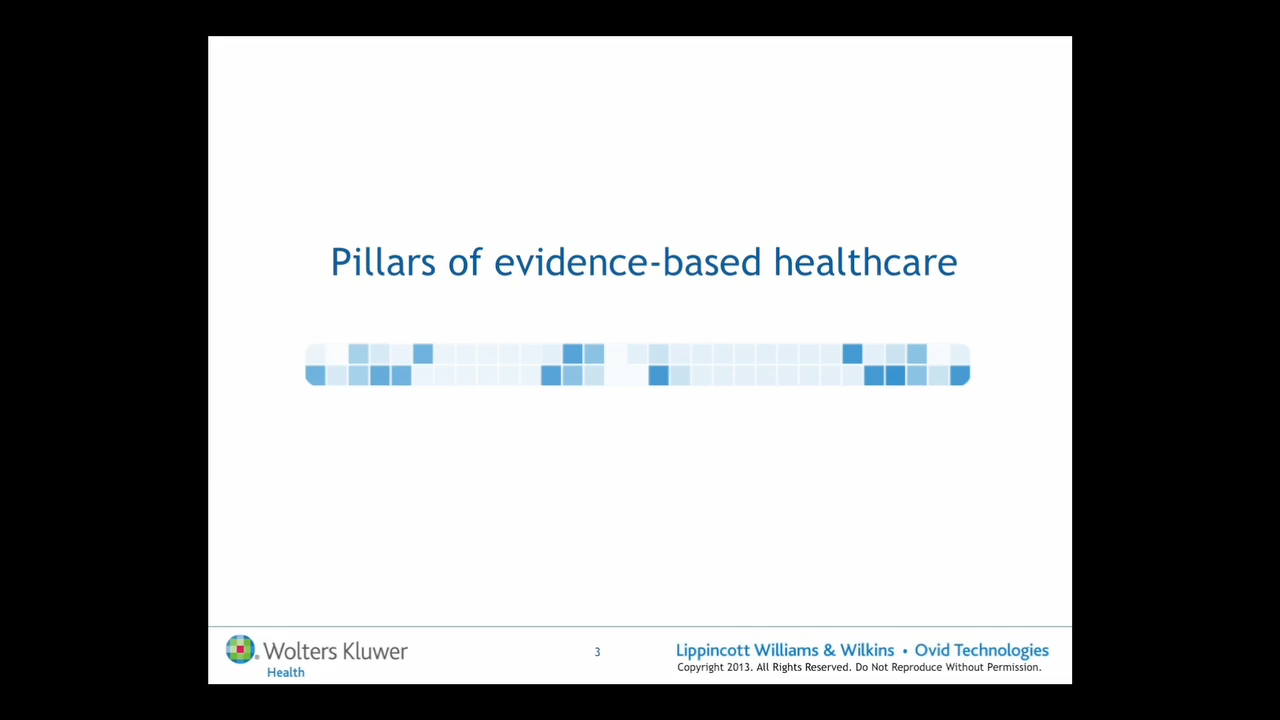 Pillars of evidence-based healthcare
Wolters Kluwer
Health
3
Lippincott Williams & Wilkins • Ovid Technologies
Copyright 2013. All Rights Reserved. Do Not Reproduce Without Permission.